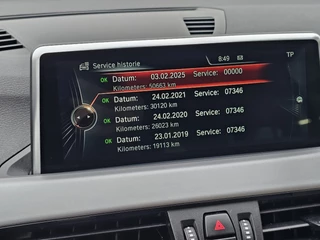 Service historie 8:49 TP
OK Datum: 03.02.2025 Service: 00000
Kilometers: 50663 km
OK Datum: 24.02.2021 Service: 07346
Kilometers: 30120 km
OK Datum: 24.02.2020 Service: 07346
Kilometers: 26023 km
OK Datum: 23.01.2019 Service: 07346
Kilometers: 19113 km